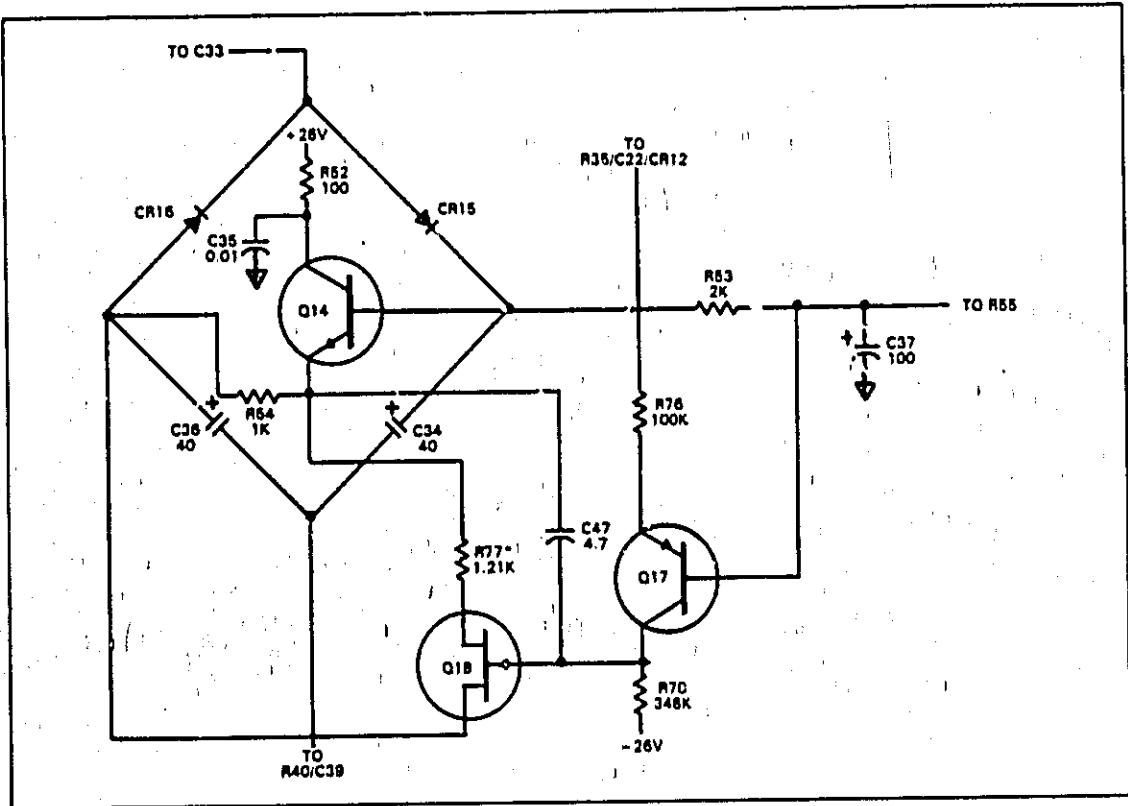 TO C33
+26V
R52
100
CR16
CR15
C35
0.01
Q14
TO
R35/C22/CR12
R53
2K
TO R55
+
C37
100
+
C36
40
R54
1K
+
C34
40
R76
100K
C47
4.7
R77*
1.21K
Q17
Q18
R70
348K
-26V
TO
R40/C39